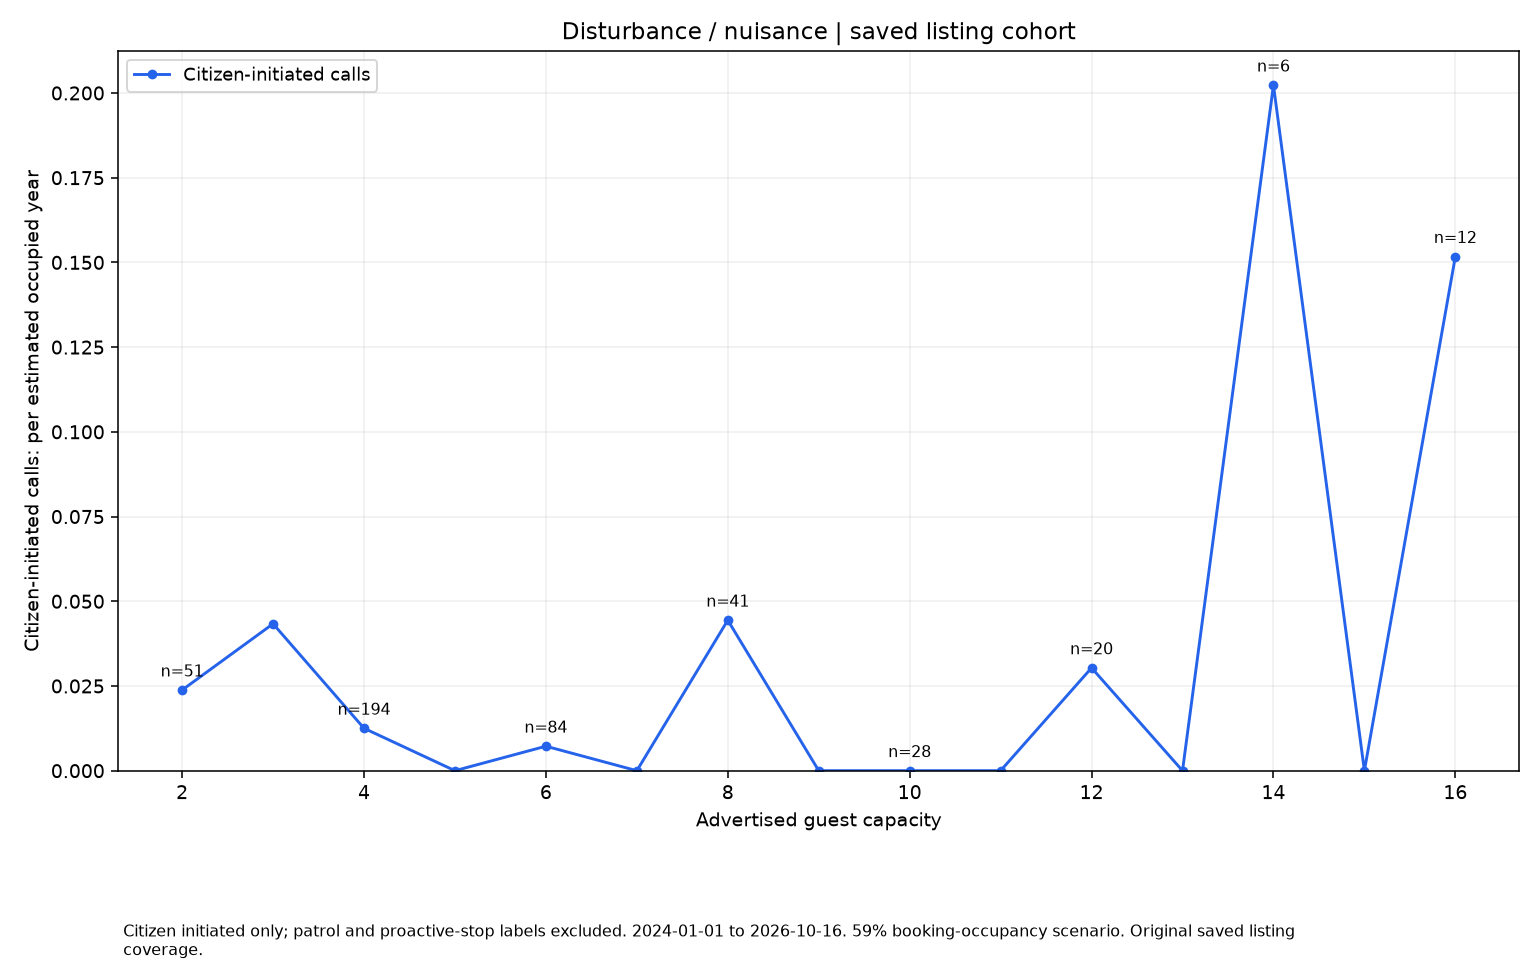 Disturbance / nuisance | saved listing cohort
Citizen-initiated calls
Citizen-initiated calls: per estimated occupied year
0.200
0.175
0.150
0.125
0.100
0.075
0.050
0.025
0.000
n=51
n=194
n=84
n=41
n=28
n=20
n=6
n=12
2 4 6 8 10 12 14 16
Advertised guest capacity
Citizen initiated only; patrol and proactive-stop labels excluded. 2024-01-01 to 2026-10-16. 59% booking-occupancy scenario. Original saved listing
coverage.